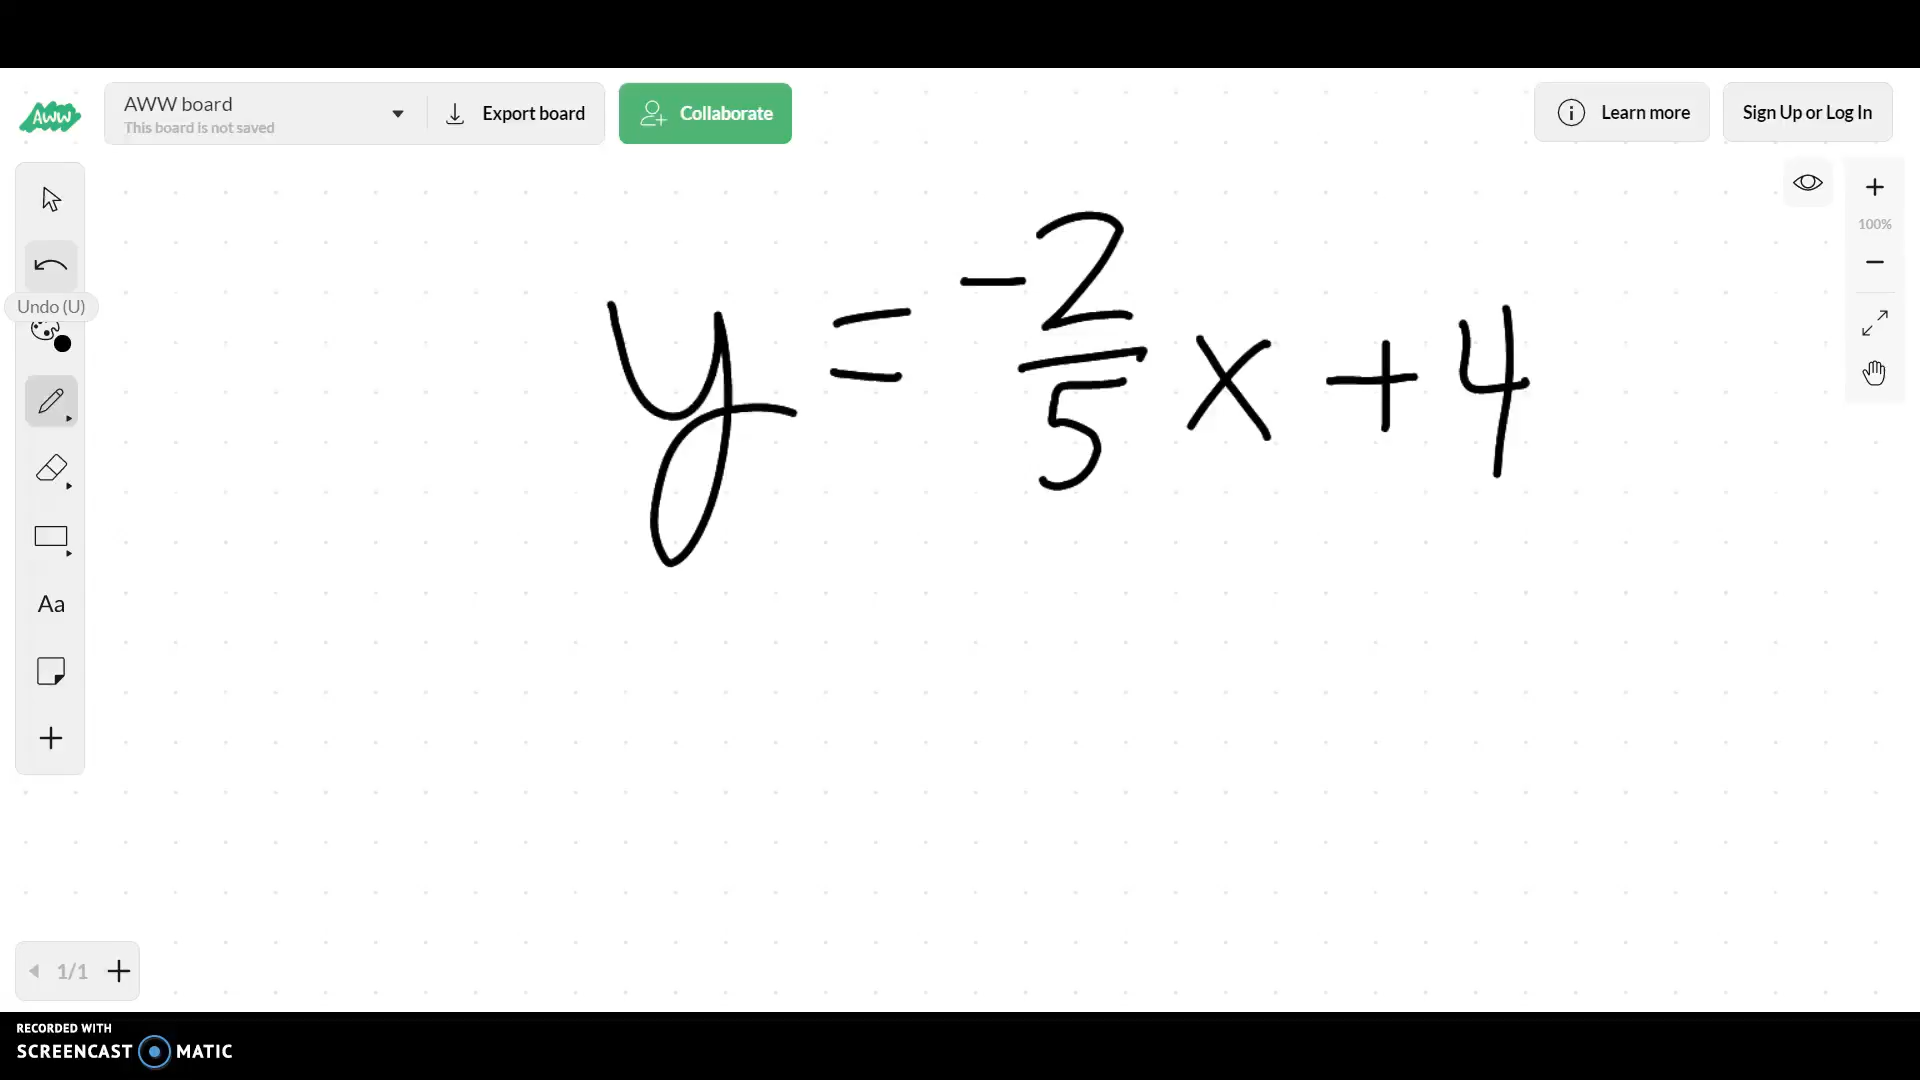 AWW
AWW board
This board is not saved
Export board
Collaborate
Learn more
Sign Up or Log In
100%
Undo (U)
y = -2/5 x + 4
Aa
1/1
RECORDED WITH
SCREENCAST MATIC